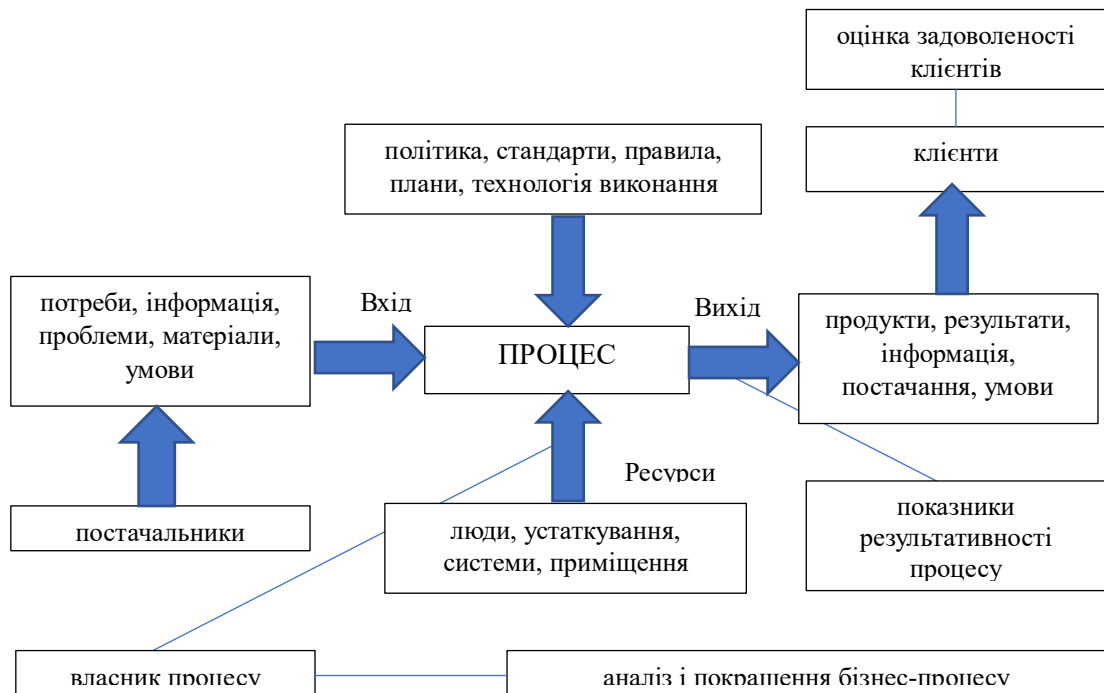 оцінка задоволеності
клієнтів
клієнти
політика, стандарти, правила,
плани, технологія виконання
потреби, інформація,
проблеми, матеріали,
умови
Вхід
ПРОЦЕС
Вихід
продукти, результати,
інформація,
постачання, умови
постачальники
Ресурси
люди, устаткування,
системи, приміщення
показники
результативності
процесу
власник процесу
аналіз і покращення бізнес-процесу